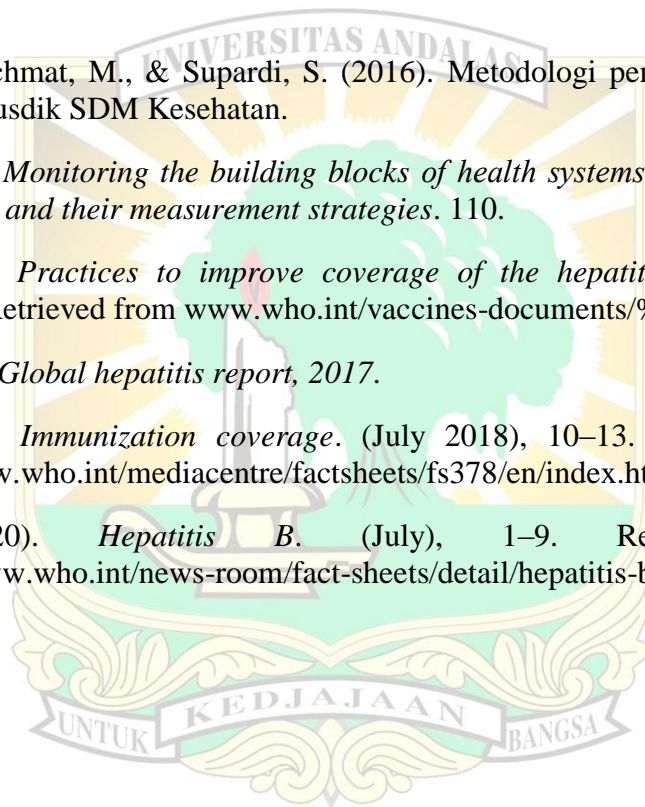 UNIVERSITAS ANDALAS
chmat, M., & Supardi, S. (2016). Metodologi per
usdik SDM Kesehatan.
Monitoring the building blocks of health systems
and their measurement strategies. 110.
Practices to improve coverage of the hepatit
etrieved from www.who.int/vaccines-documents/%
Global hepatitis report, 2017.
Immunization coverage. (July 2018), 10–13.
w.who.int/mediacentre/factsheets/fs378/en/index.ht
20). Hepatitis B. (July), 1–9. Re
ww.who.int/news-room/fact-sheets/detail/hepatitis-b
UNTUK KEDJAJAAN BANGSA